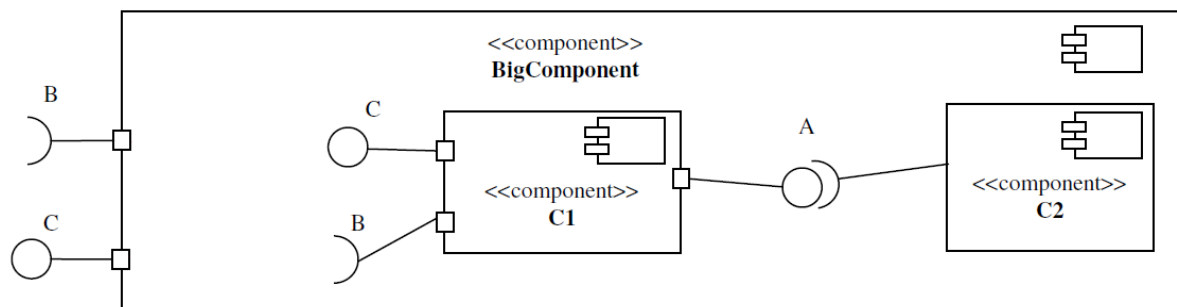 <<component>>
BigComponent
B
C
A
<<component>>
C1
<<component>>
C2
C
B